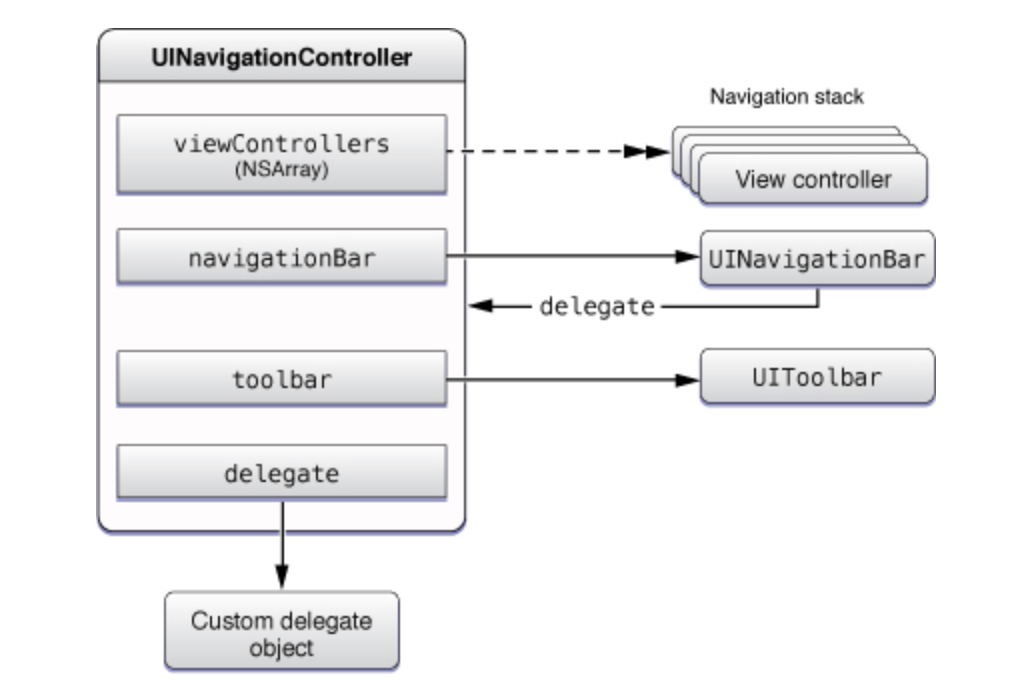 UINavigationController
Navigation stack
viewControllers
(NSArray)
View controller
navigationBar
UINavigationBar
delegate
toolbar
UIToolbar
delegate
Custom delegate
object